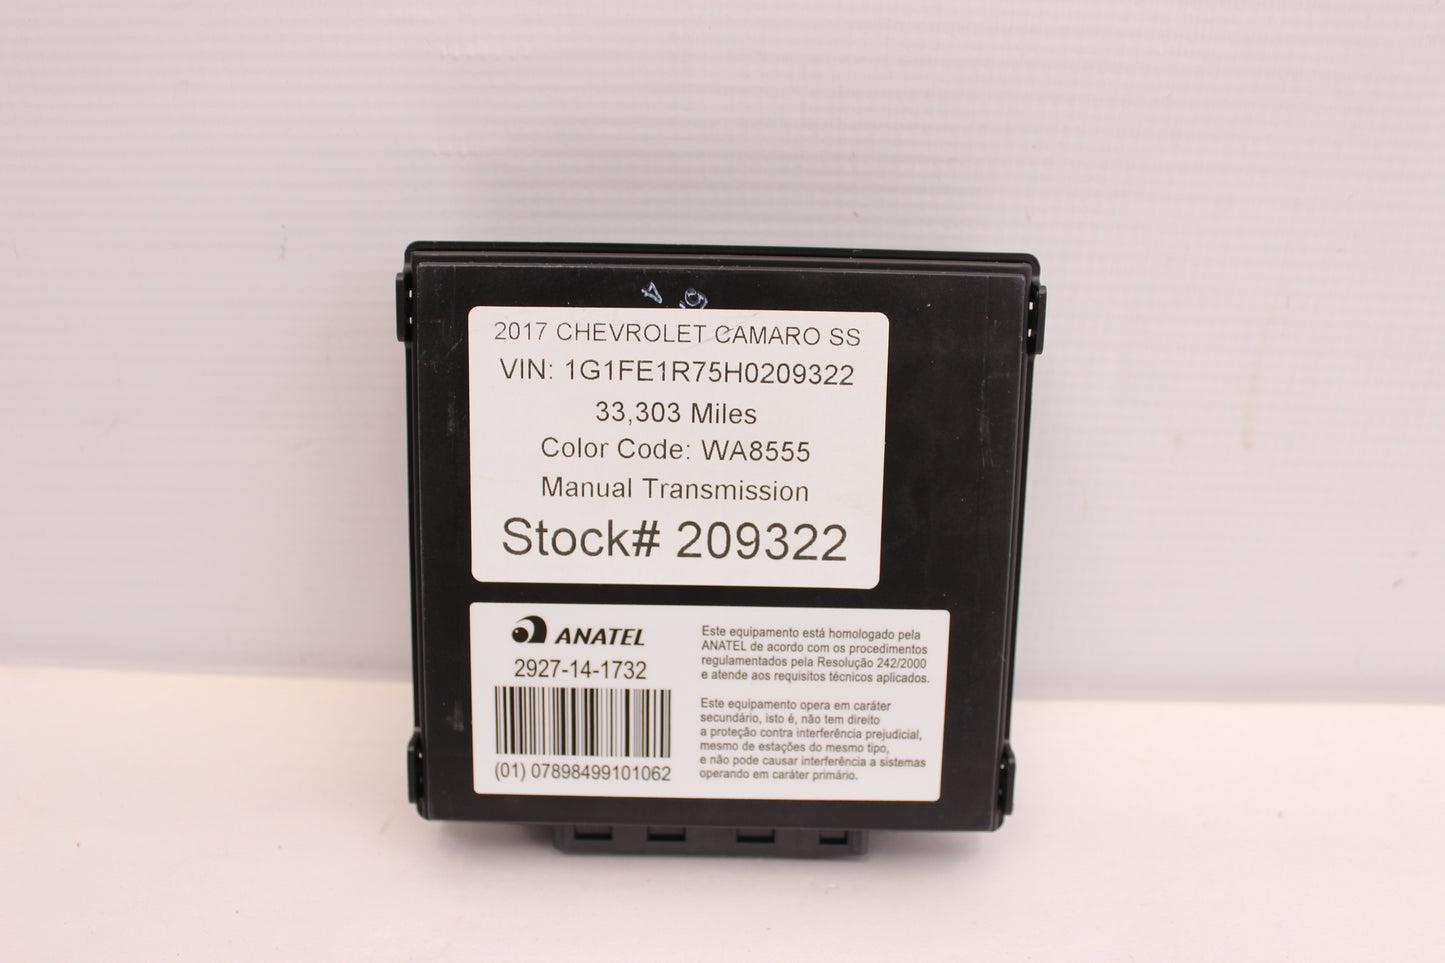 2017 CHEVROLET CAMARO SS
VIN: 1G1FE1R75H0209322
33,303 Miles
Color Code: WA8555
Manual Transmission
Stock# 209322
ANATEL
2927-14-1732
(01) 07898499101062
Este equipamento está homologado pela
ANATEL de acordo com os procedimentos
regulamentados pela Resolução 242/2000
e atende aos requisitos técnicos aplicados.
Este equipamento opera em caráter
secundário, isto é, não tem direito
a proteção contra interferência prejudicial,
mesmo de estações do mesmo tipo,
e não pode causar interferência a sistemas
operando em caráter primário.